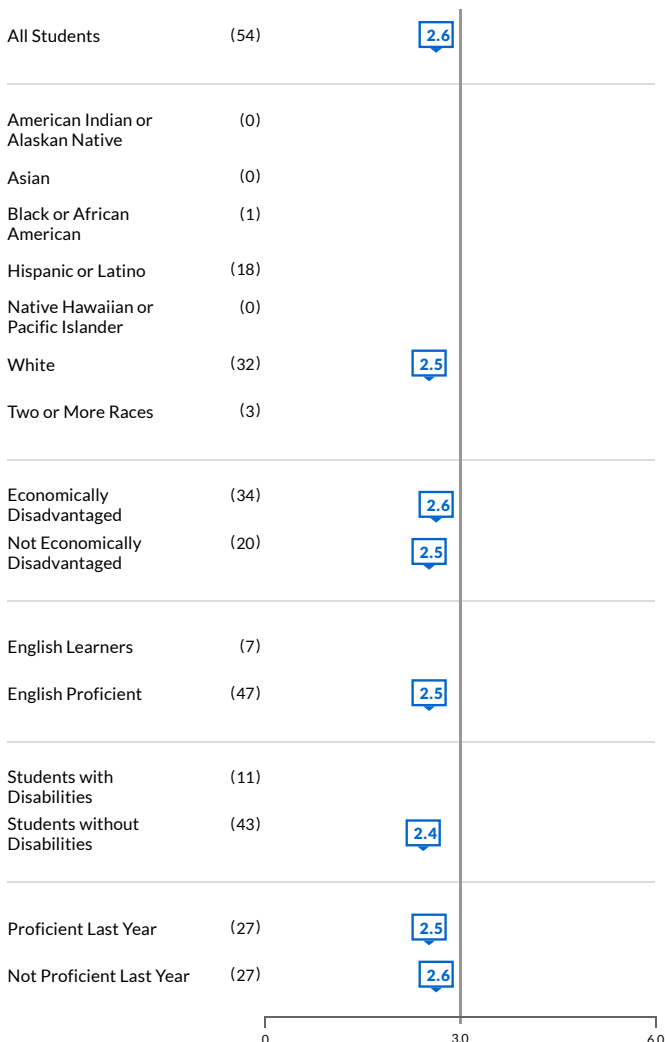 All Students (54) 2.6
American Indian or (0)
Alaskan Native
Asian (0)
Black or African (1)
American
Hispanic or Latino (18)
Native Hawaiian or (0)
Pacific Islander
White (32) 2.5
Two or More Races (3)
Economically (34) 2.6
Disadvantaged
Not Economically (20) 2.5
Disadvantaged
English Learners (7)
English Proficient (47) 2.5
Students with (11)
Disabilities
Students without (43) 2.4
Disabilities
Proficient Last Year (27) 2.5
Not Proficient Last Year (27) 2.6
0 3.0 6.0